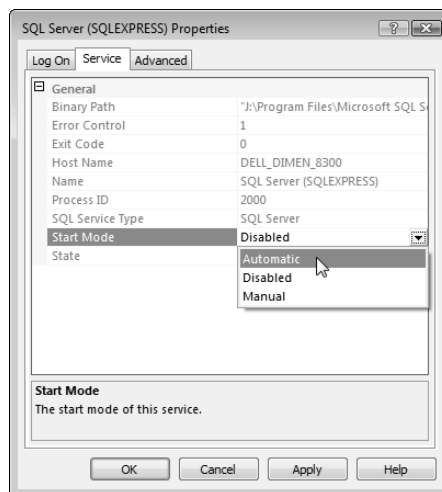 SQL Server (SQLEXPRESS) Properties
Log On Service Advanced
General
Binary Path "J:\Program Files\Microsoft SQL
Error Control 1
Exit Code 0
Host Name DELL_DIMEN_8300
Name SQL Server (SQLEXPRESS)
Process ID 2000
SQL Service Type SQL Server
Start Mode Disabled
State
Automatic
Disabled
Manual
Start Mode
The start mode of this service.
OK Cancel Apply Help